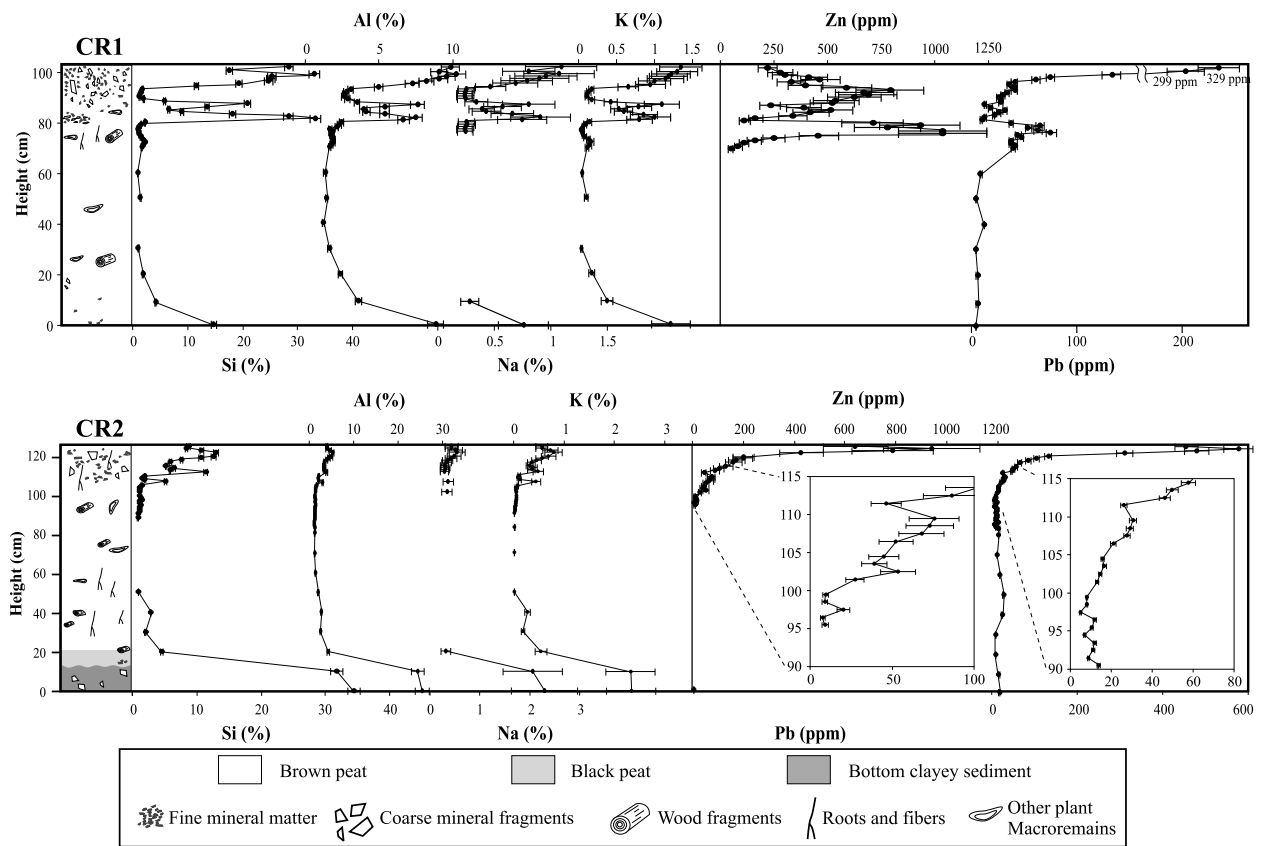 Al (%)
K (%)
Zn (ppm)
CR1
0 5 10
0 0.5 1 1.5
0 250 500 750 1000 1250
100
80
60
40
20
0
Height (cm)
299 ppm
329 ppm
0 10 20 30 40
0 0.5 1 1.5
0 100 200
Si (%)
Na (%)
Pb (ppm)
Al (%)
K (%)
Zn (ppm)
CR2
0 10 20 30
0 1 2 3
0 200 400 600 800 1000 1200
120
100
80
60
40
20
0
Height (cm)
115
110
105
100
95
90
0 50 100
115
110
105
100
95
90
0 20 40 60 80
0 10 20 30
0 1 2 3
0 200 400 600
Si (%)
Na (%)
Pb (ppm)
Brown peat
Black peat
Bottom clayey sediment
Fine mineral matter
Coarse mineral fragments
Wood fragments
Roots and fibers
Other plant
Macroremains